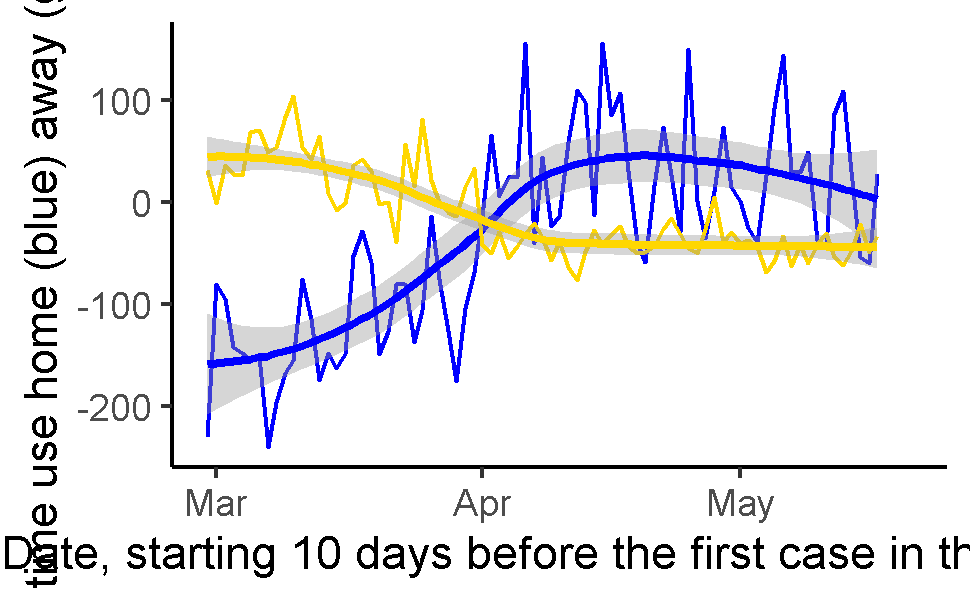 time use home (blue) away (
100
0
-100
-200
Mar Apr May
Date, starting 10 days before the first case in th